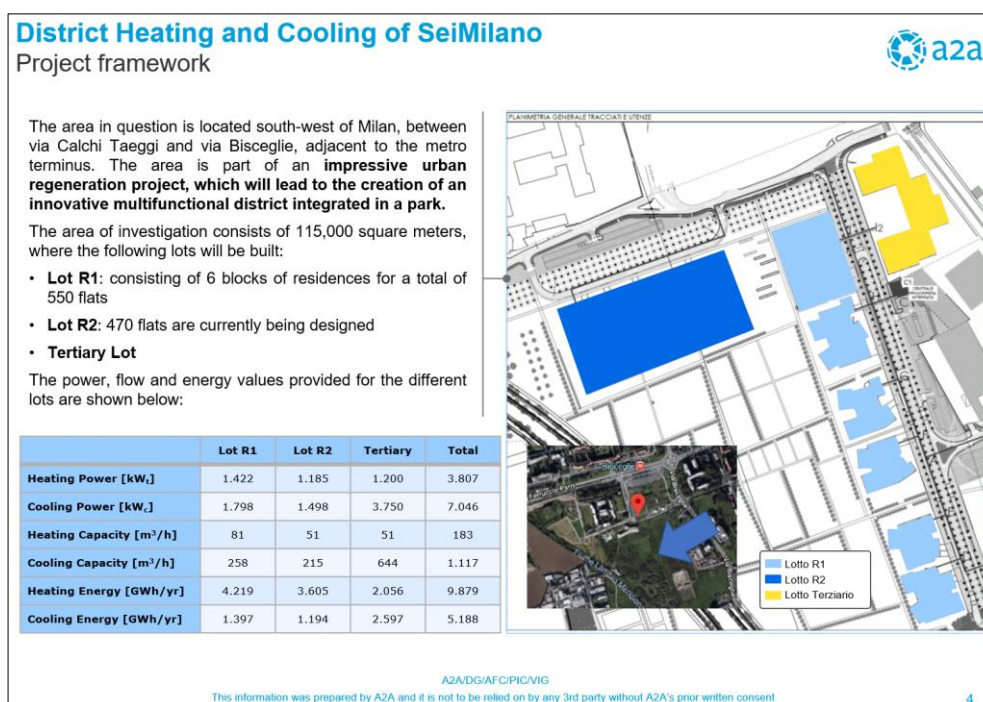 District Heating and Cooling of SeiMilano
Project framework
a2a
The area in question is located south-west of Milan, between
via Calchi Taeggi and via Bisceglie, adjacent to the metro
terminus. The area is part of an impressive urban
regeneration project, which will lead to the creation of an
innovative multifunctional district integrated in a park.
The area of investigation consists of 115,000 square meters,
where the following lots will be built:
• Lot R1: consisting of 6 blocks of residences for a total of
550 flats
• Lot R2: 470 flats are currently being designed
• Tertiary Lot
The power, flow and energy values provided for the different
lots are shown below:
Lot R1 Lot R2 Tertiary Total
Heating Power [kWt] 1.422 1.185 1.200 3.807
Cooling Power [kWc] 1.798 1.498 3.750 7.046
Heating Capacity [m³/h] 81 51 51 183
Cooling Capacity [m³/h] 258 215 644 1.117
Heating Energy [GWh/yr] 4.219 3.605 2.056 9.879
Cooling Energy [GWh/yr] 1.397 1.194 2.597 5.188
PLANIMETRIA GENERALE TRACCIATI E UTENZE
C1
CENTRALE
Bisceglie
Ferruccio Parri
Lotto R1
Lotto R2
Lotto Terziario
A2A/DG/AFC/PIC/VIG
This information was prepared by A2A and it is not to be relied on by any 3rd party without A2A's prior written consent
4